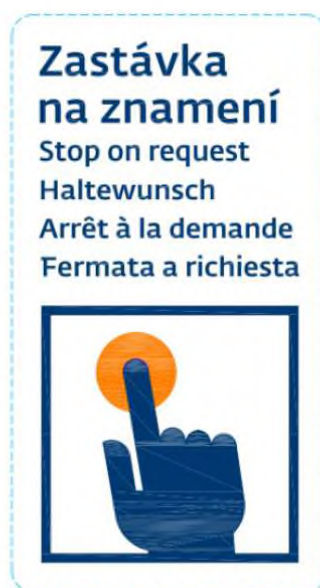 Zastávka
na znamení
Stop on request
Haltewunsch
Arrêt à la demande
Fermata a richiesta